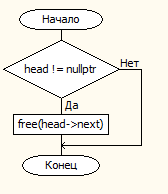 Начало
head != nullptr
Нет
Да
free(head->next)
Конец